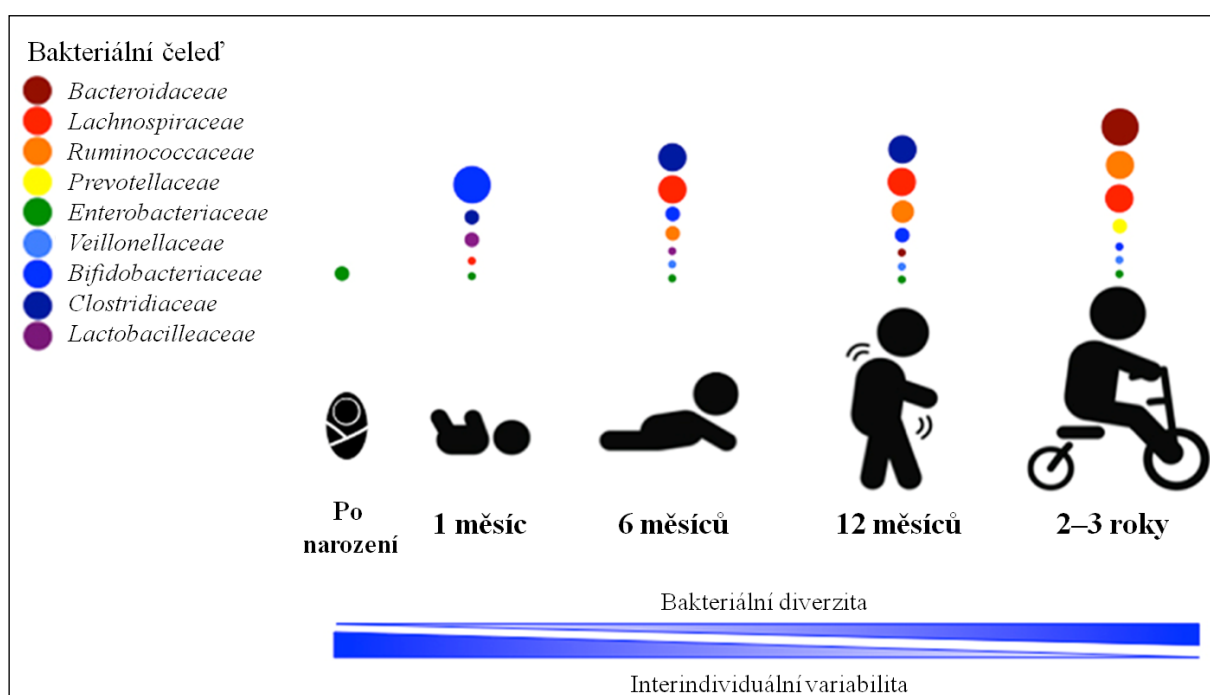 Bakteriální čeleď
Bacteroidaceae
Lachnospiraceae
Ruminococcaceae
Prevotellaceae
Enterobacteriaceae
Veillonellaceae
Bifidobacteriaceae
Clostridiaceae
Lactobacilleaceae
Po
narození
1 měsíc
6 měsíců
12 měsíců
2–3 roky
Bakteriální diverzita
Interindividuální variabilita